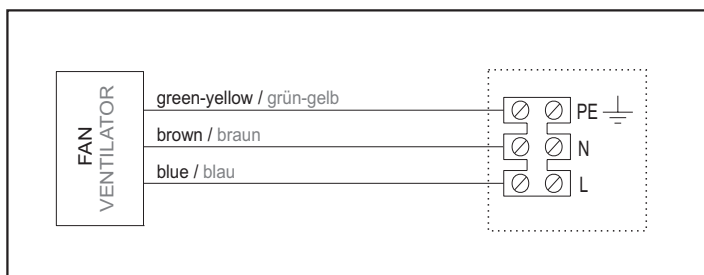 FAN
VENTILATOR
green-yellow / grün-gelb
PE
brown / braun
N
blue / blau
L